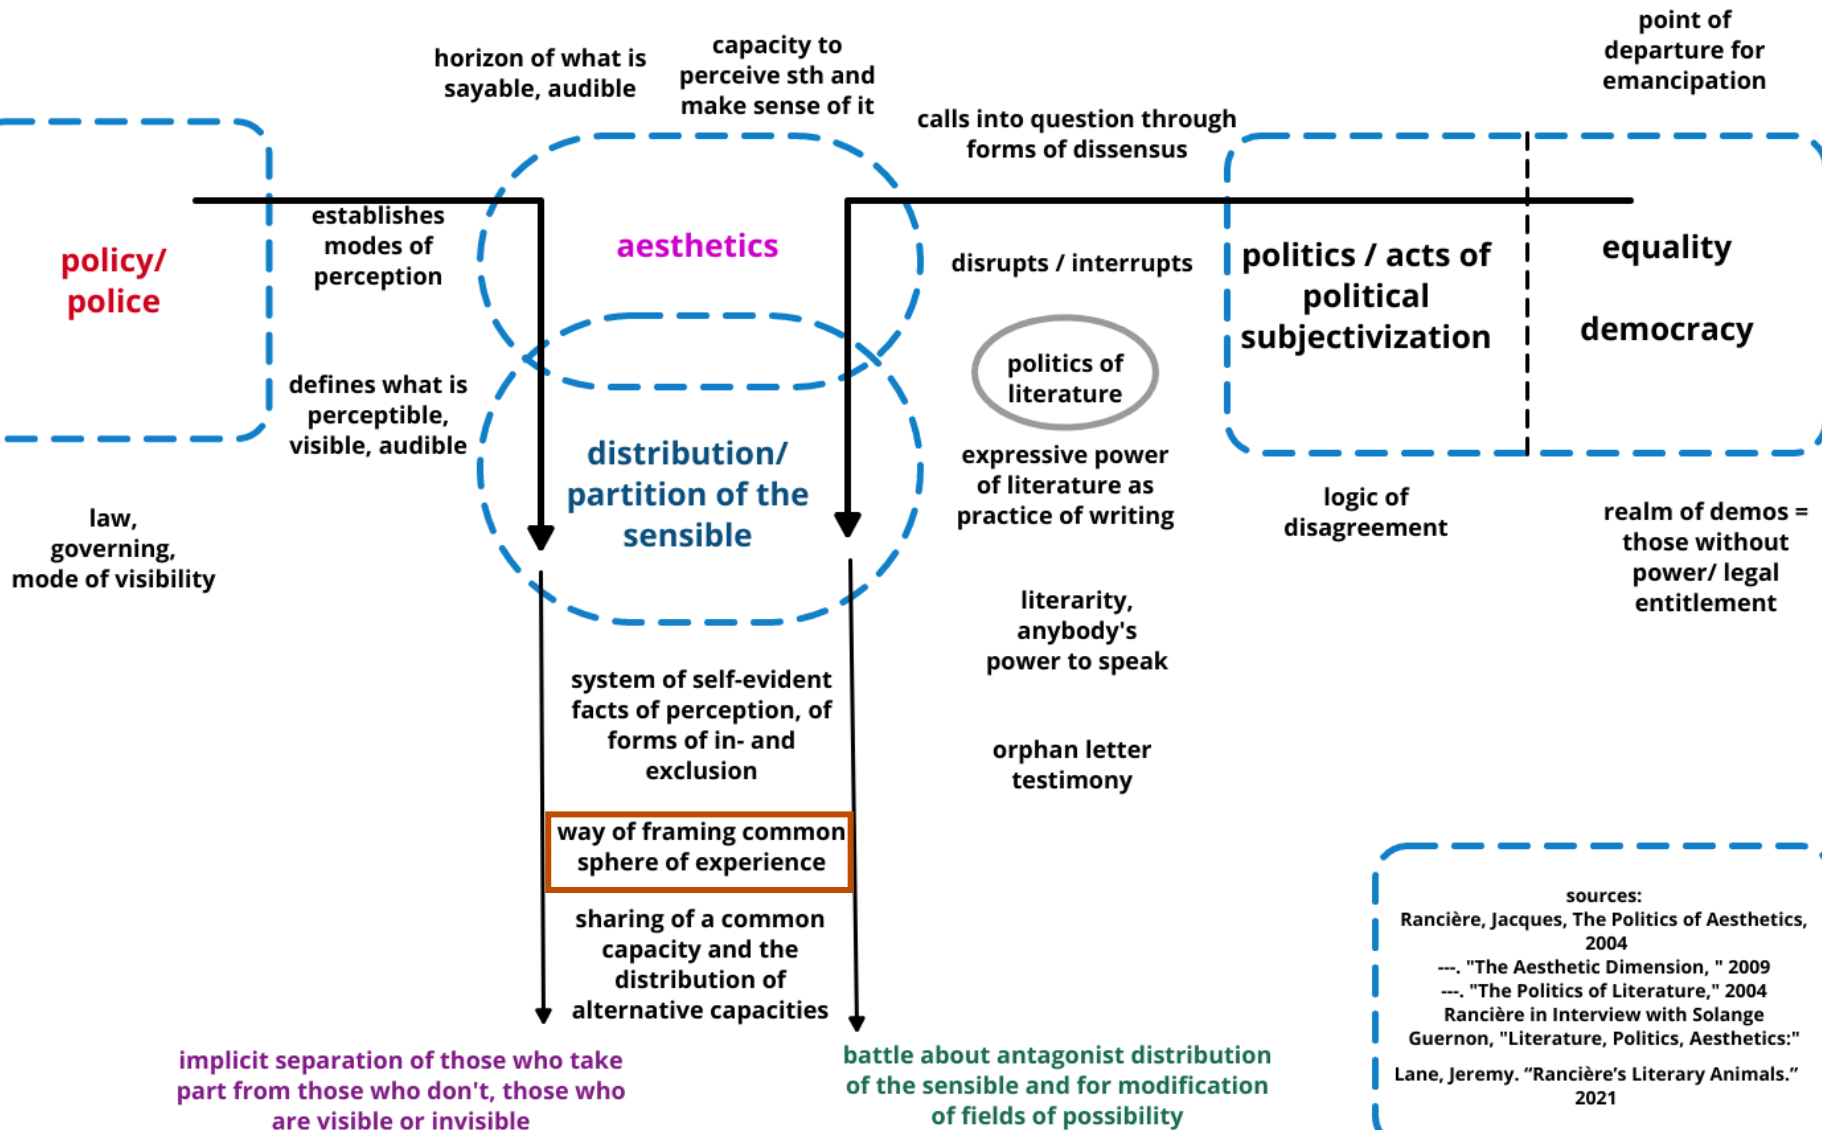 horizon of what is
sayable, audible
capacity to
perceive sth and
make sense of it
calls into question through
forms of dissensus
point of
departure for
emancipation
policy/
police
establishes
modes of
perception
aesthetics
disrupts / interrupts
politics / acts of
political
subjectivization
equality
democracy
defines what is
perceptible,
visible, audible
politics of
literature
law,
governing,
mode of visibility
distribution/
partition of the
sensible
expressive power
of literature as
practice of writing
logic of
disagreement
realm of demos =
those without
power/ legal
entitlement
literarity,
anybody's
power to speak
system of self-evident
facts of perception, of
forms of in- and
exclusion
orphan letter
testimony
way of framing common
sphere of experience
sharing of a common
capacity and the
distribution of
alternative capacities
implicit separation of those who take
part from those who don't, those who
are visible or invisible
battle about antagonist distribution
of the sensible and for modification
of fields of possibility
sources:
Rancière, Jacques, The Politics of Aesthetics,
2004
---. "The Aesthetic Dimension, " 2009
---. "The Politics of Literature," 2004
Rancière in Interview with Solange
Guernon, "Literature, Politics, Aesthetics:"
Lane, Jeremy. “Rancière’s Literary Animals.”
2021